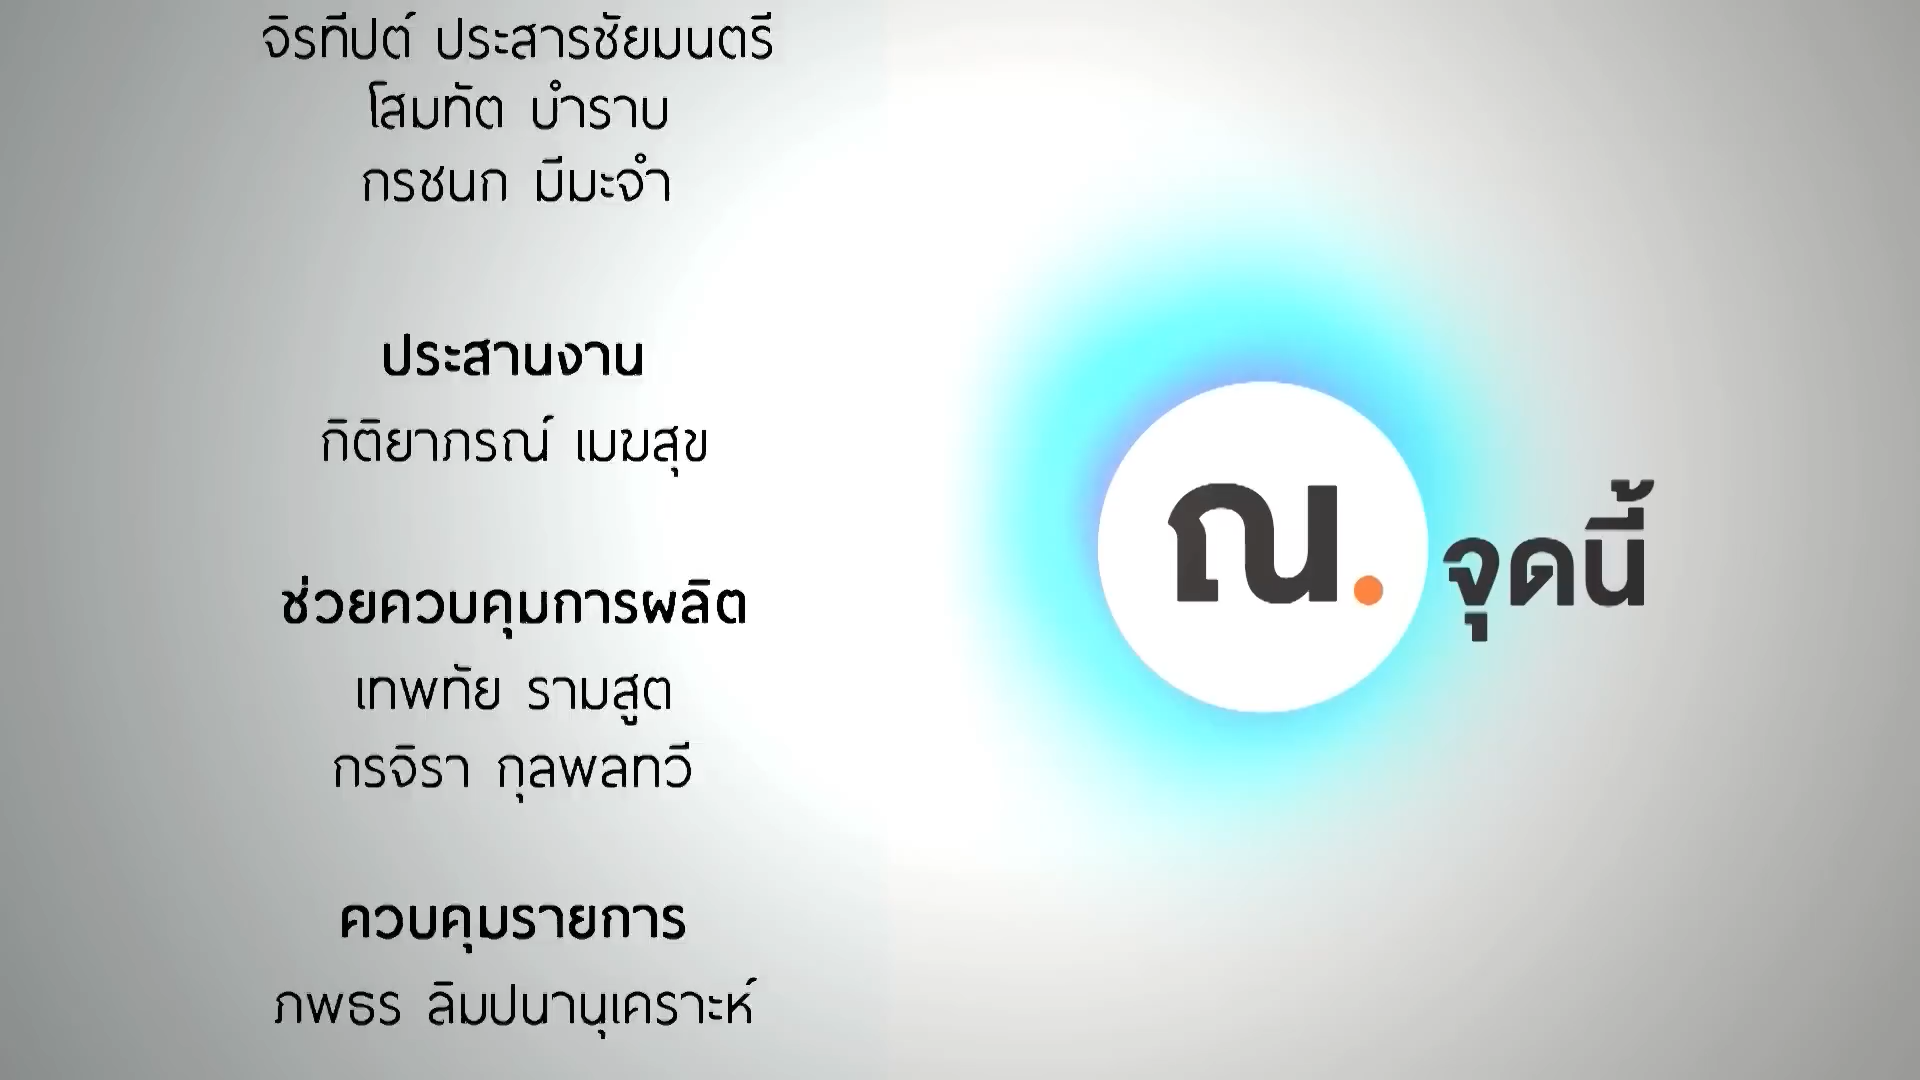 จิรทีปต์ ประสารชัยมนตรี
โสมทัต บำราบ
กรชนก มีมะจำ
ประสานงาน
กิติยาภรณ์ เมฆสุข
ช่วยควบคุมการผลิต
เทพทัย รามสูต
กรจิรา กุลพลทวี
ควบคุมรายการ
ภพธร ลิมปนานุเคราะห์
ณ. จุดนี้